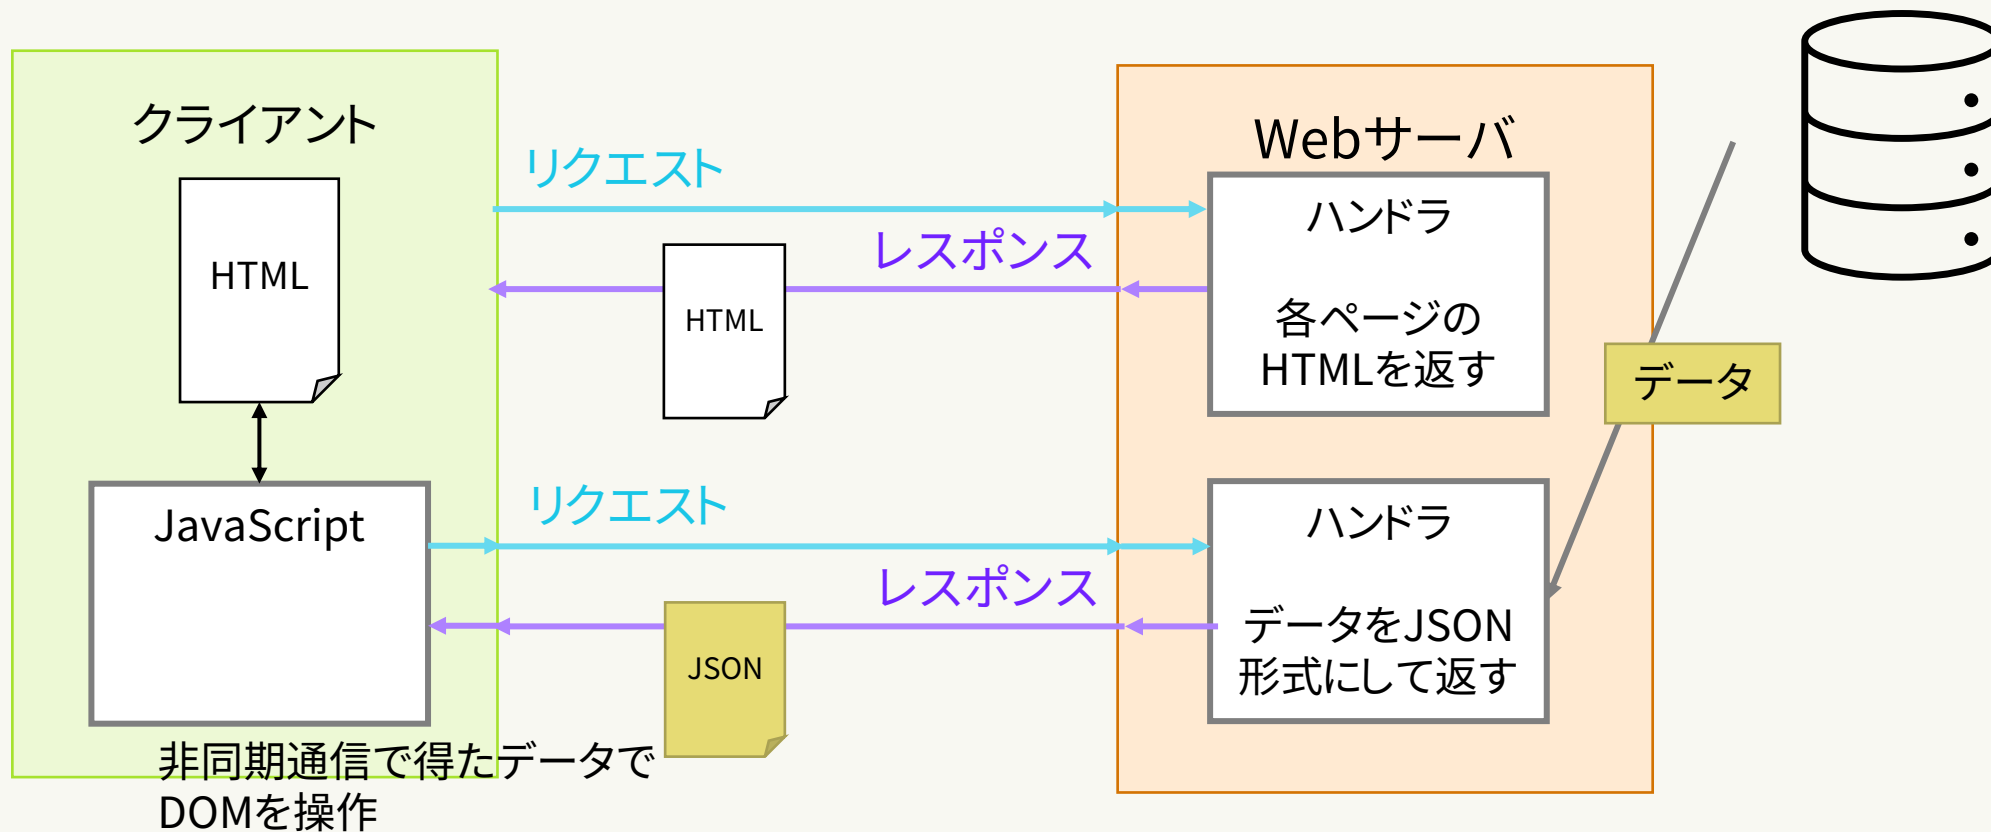 クライアント
HTML
JavaScript
非同期通信で得たデータで
DOMを操作
リクエスト
レスポンス
HTML
リクエスト
レスポンス
JSON
Webサーバ
ハンドラ
各ページの
HTMLを返す
ハンドラ
データをJSON
形式にして返す
データ